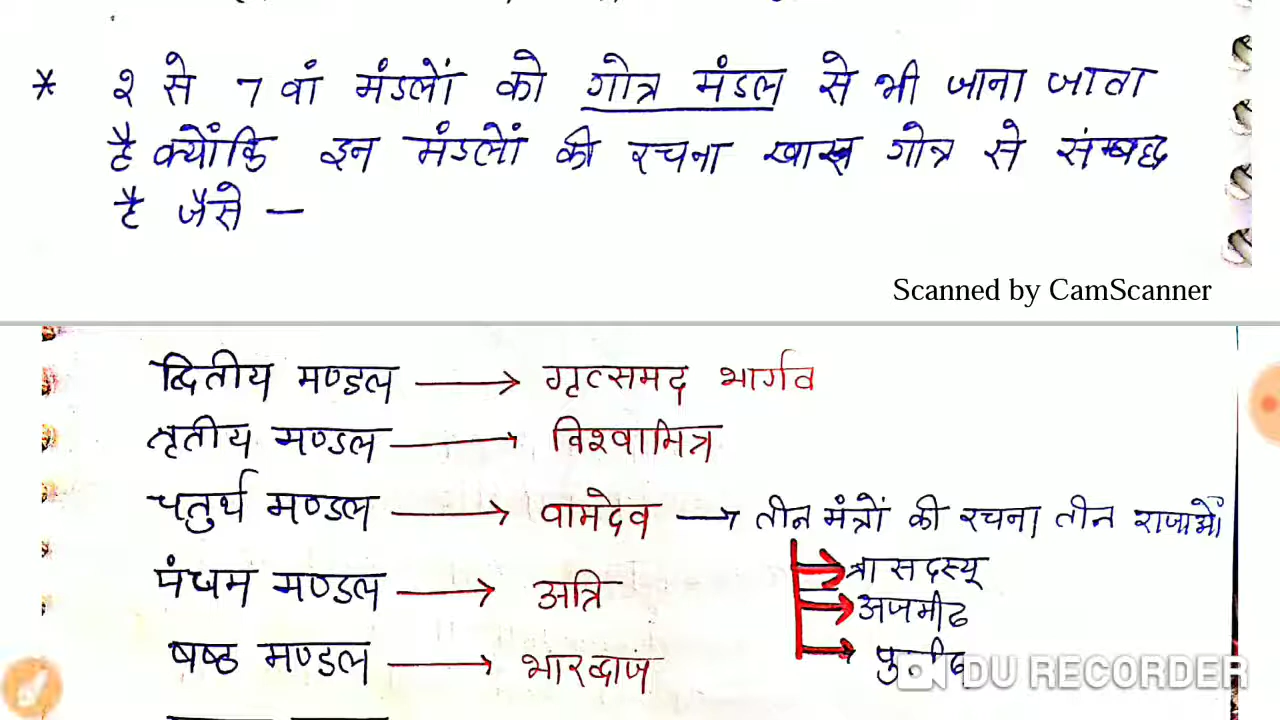 * २ से 7 वां मंडलों को गोत्र मंडल से भी जाना जाता
है क्योंकि इन मंडलों की रचना खास गोत्र से संम्बद्ध
है जैसे —
Scanned by CamScanner
द्वितीय मण्डल → गृत्समद भार्गव
तृतीय मण्डल → विश्वामित्र
चतुर्थ मण्डल → वामदेव → तीन मंत्रों की रचना तीन राजाओं
त्रासदस्यू
पंचम मण्डल → अत्रि
अजमीढ
षष्ठ मण्डल → भारद्वाज
DU RECORDER